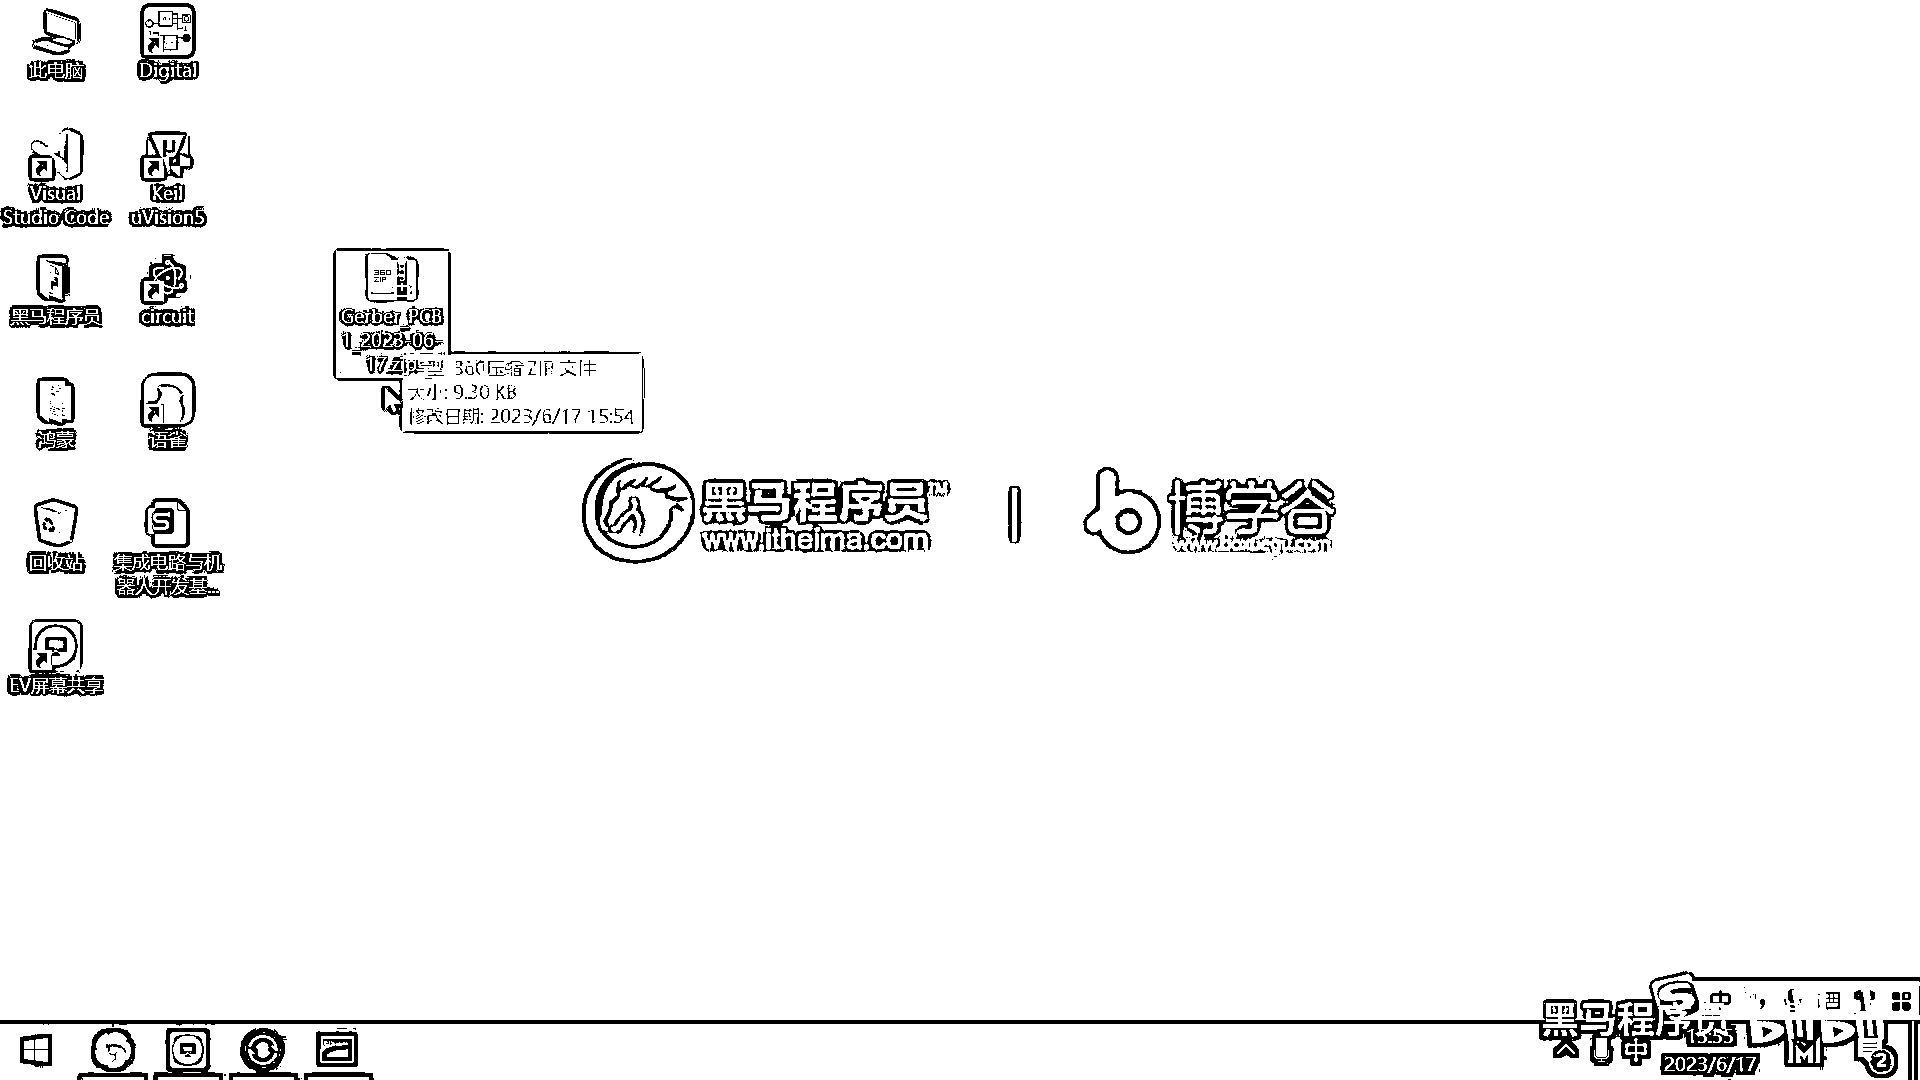 此电脑
Digital
Visual
Studio Code
Keil
uVision5
黑马程序员
circuit
鸿蒙
语雀
回收站
集成电路与机
器人开发基...
EV屏幕共享
360
ZIP
Gerber_PCB
1_2023-06-
17.zip
型: 360压缩 ZIP 文件
大小: 9.30 KB
修改日期: 2023/6/17 15:54
黑马程序员TM
www.itheima.com
博学谷
www.boxuegu.com
中
黑马程序员
中
15:55
2023/6/17
2